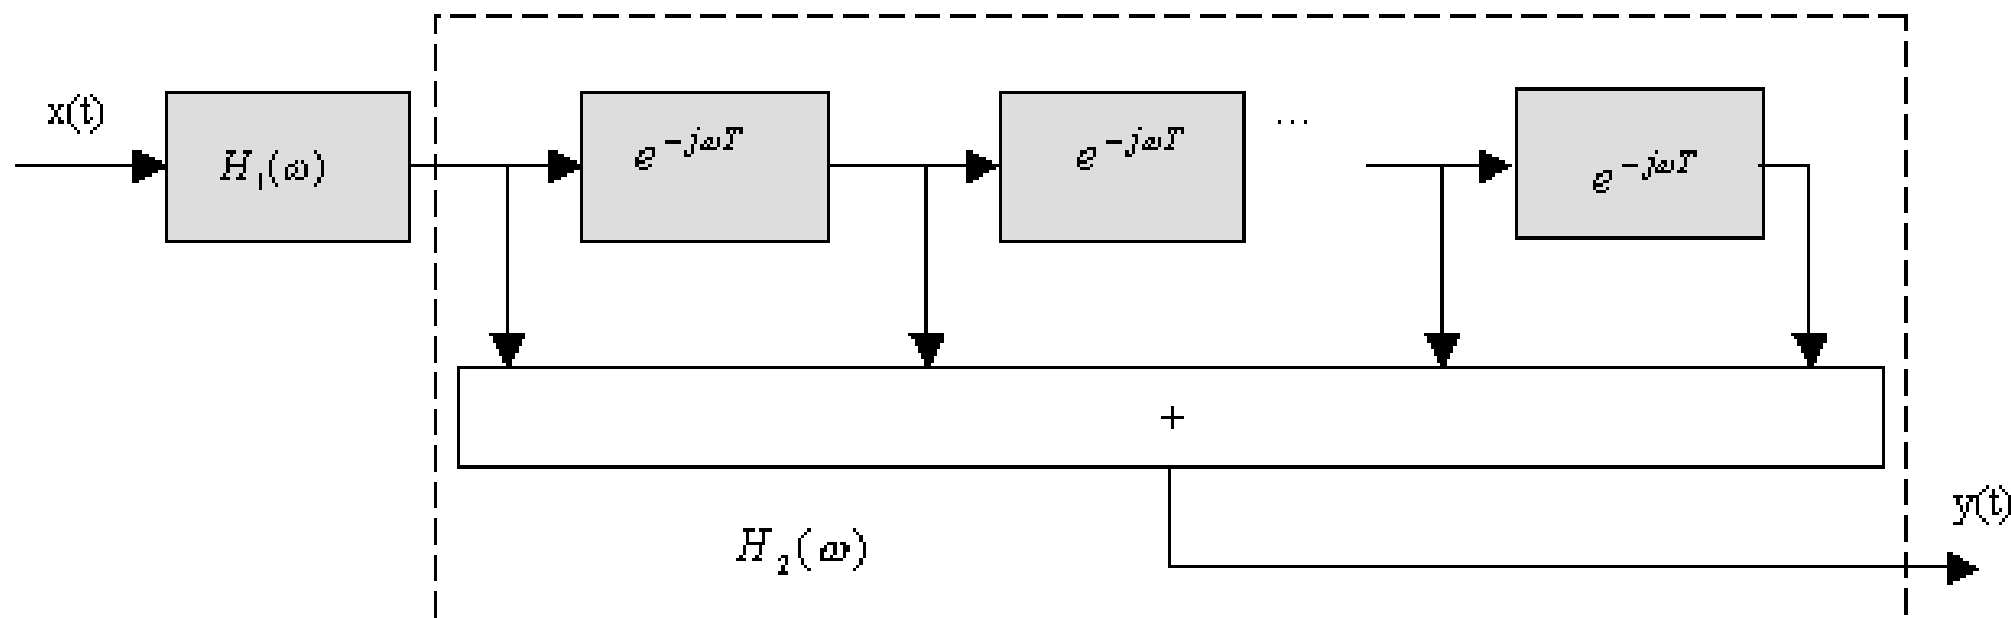 x(t)
H₁(ω)
e^{-jωT}
e^{-jωT}
...
e^{-jωT}
+
H₂(ω)
y(t)